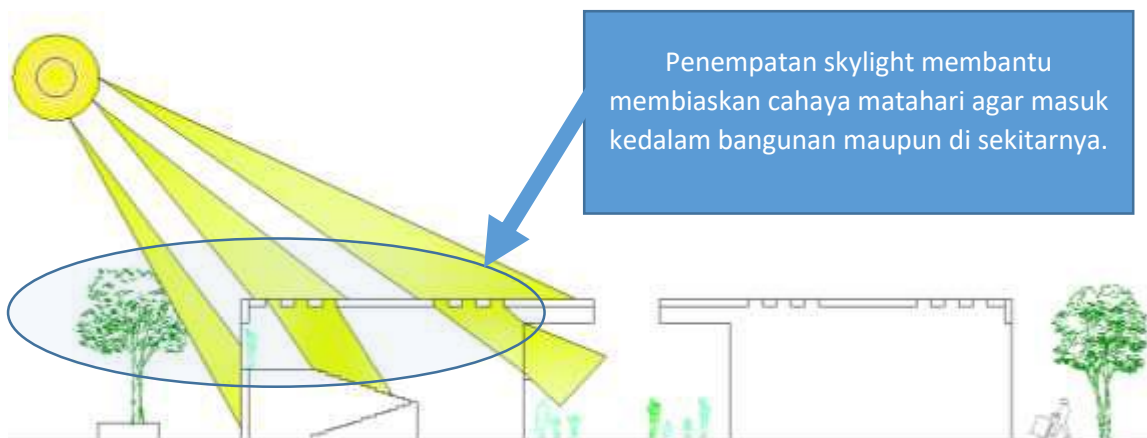 Penempatan skylight membantu
membiaskan cahaya matahari agar masuk
kedalam bangunan maupun di sekitarnya.